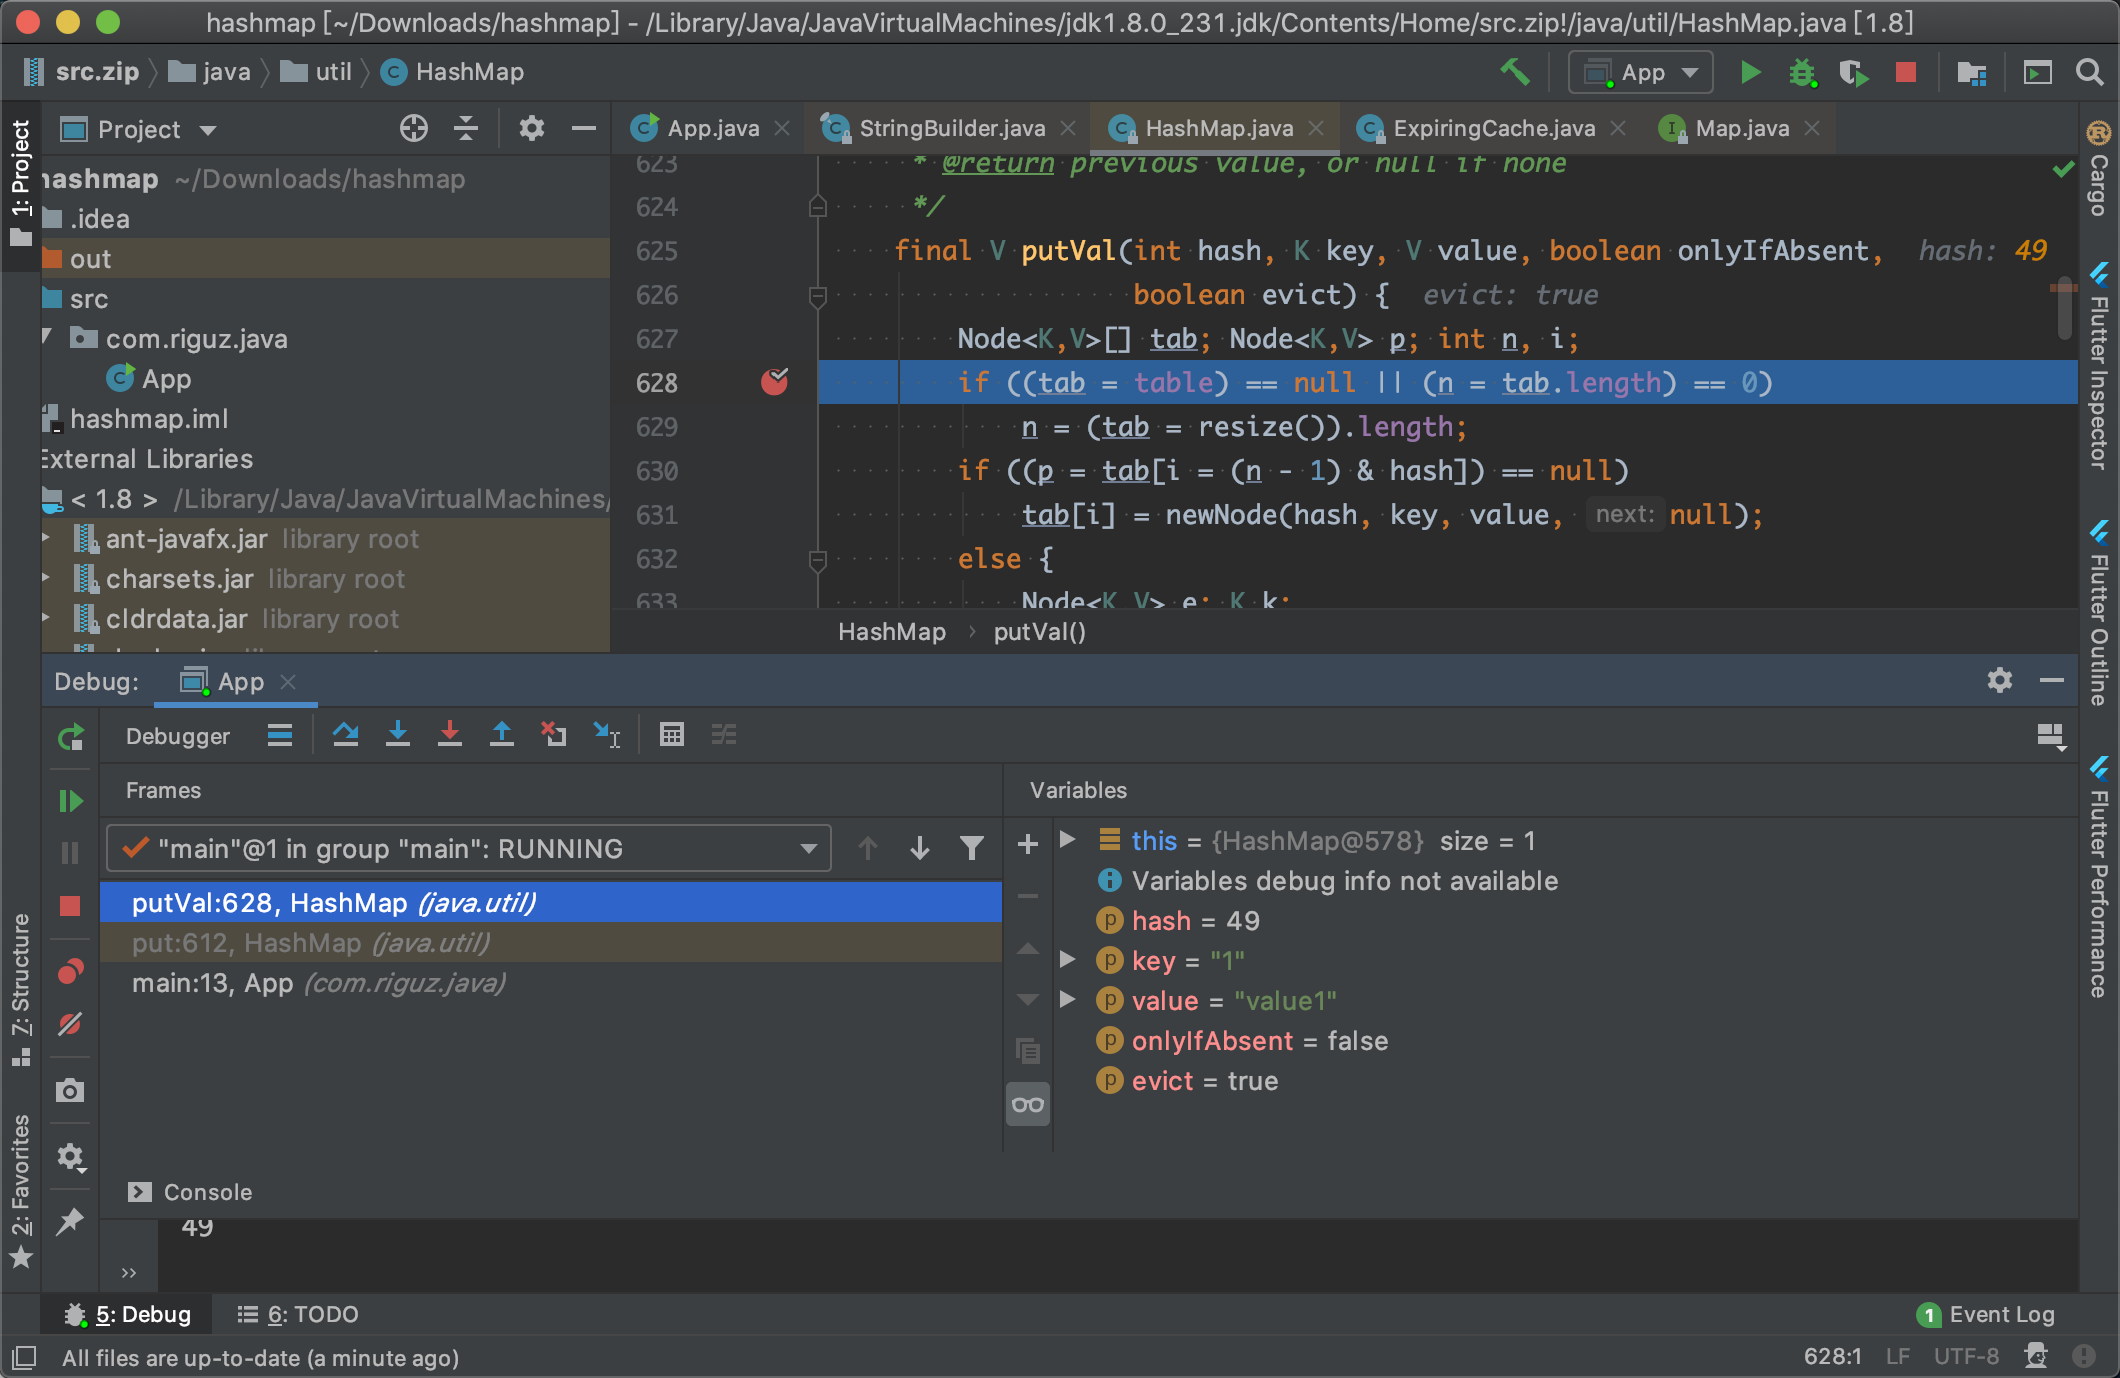 hashmap [~/Downloads/hashmap] - /Library/Java/JavaVirtualMachines/jdk1.8.0_231.jdk/Contents/Home/src.zip!/java/util/HashMap.java [1.8]
src.zip java util HashMap
App
1: Project
Project
App.java StringBuilder.java HashMap.java ExpiringCache.java Map.java
hashmap ~/Downloads/hashmap
.idea
out
src
com.riguz.java
App
hashmap.iml
External Libraries
< 1.8 > /Library/Java/JavaVirtualMachines/
ant-javafx.jar library root
charsets.jar library root
cldrdata.jar library root
623 * @return previous value, or null if none
624 */
625 final V putVal(int hash, K key, V value, boolean onlyIfAbsent, hash: 49
626 boolean evict) { evict: true
627 Node<K,V>[] tab; Node<K,V> p; int n, i;
628 if ((tab = table) == null || (n = tab.length) == 0)
629 n = (tab = resize()).length;
630 if ((p = tab[i = (n - 1) & hash]) == null)
631 tab[i] = newNode(hash, key, value, next: null);
632 else {
633 Node<K,V> e; K k;
HashMap putVal()
Cargo
Flutter Inspector
Flutter Outline
Flutter Performance
Debug: App
Debugger
Frames
"main"@1 in group "main": RUNNING
putVal:628, HashMap (java.util)
put:612, HashMap (java.util)
main:13, App (com.riguz.java)
Variables
this = {HashMap@578} size = 1
Variables debug info not available
hash = 49
key = "1"
value = "value1"
onlyIfAbsent = false
evict = true
7: Structure
2: Favorites
Console
49
5: Debug 6: TODO
1 Event Log
All files are up-to-date (a minute ago)
628:1 LF UTF-8